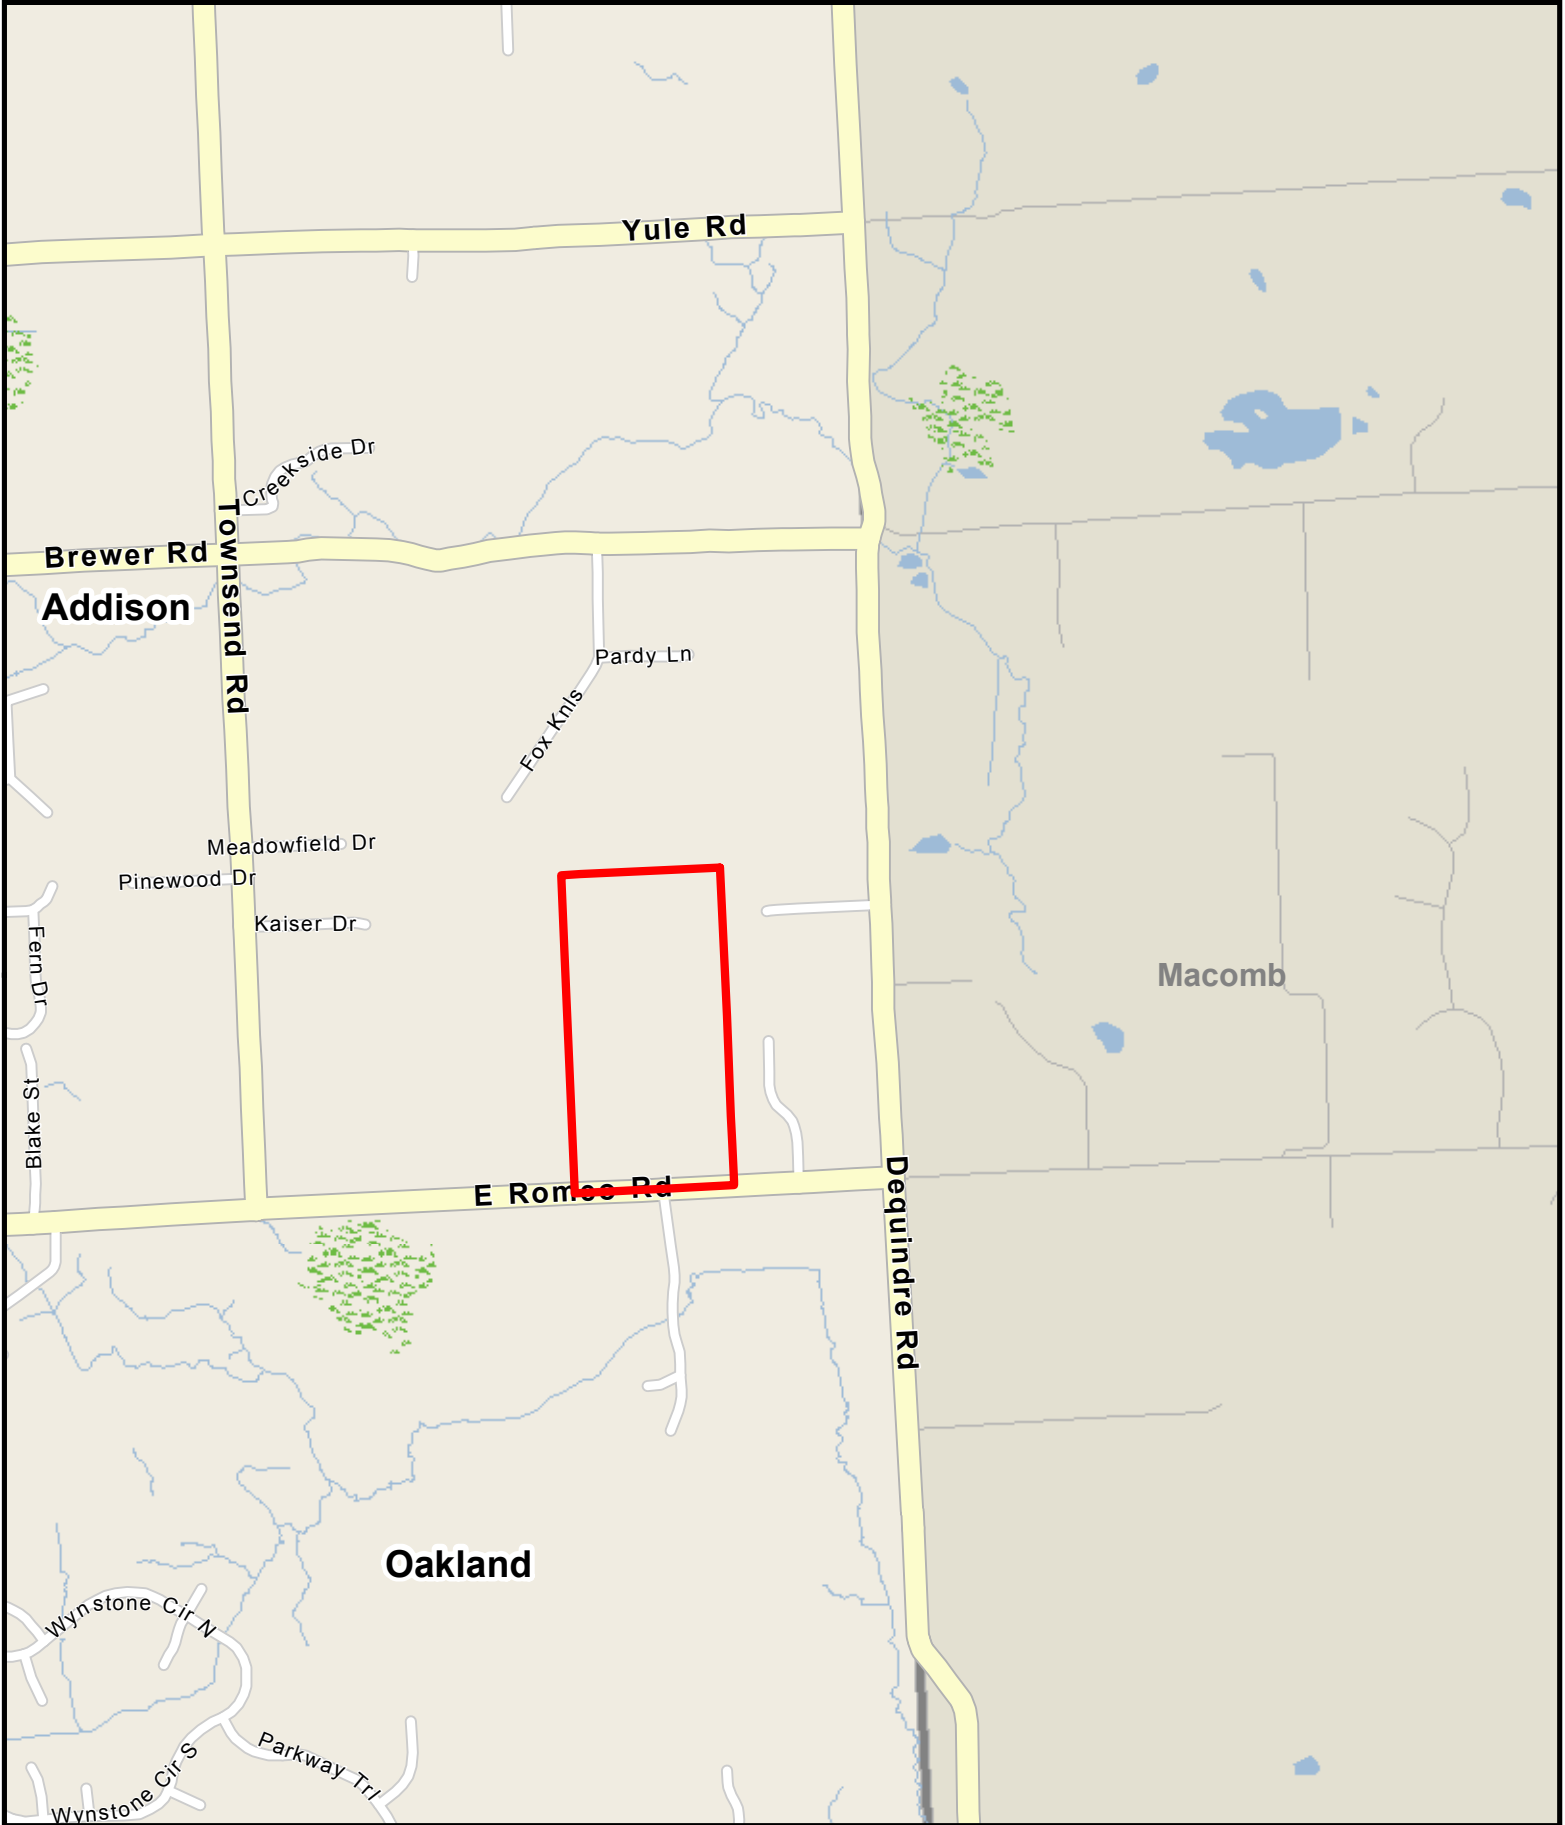 Yule Rd
Creekside Dr
Townsend Rd
Brewer Rd
Addison
Pardy Ln
Fox Knls
Meadowfield Dr
Pinewood Dr
Kaiser Dr
Fern Dr
Macomb
Blake St
E Romeo Rd
Dequindre Rd
Oakland
Wynstone Cir N
Parkway Trl
Wynstone Cir S